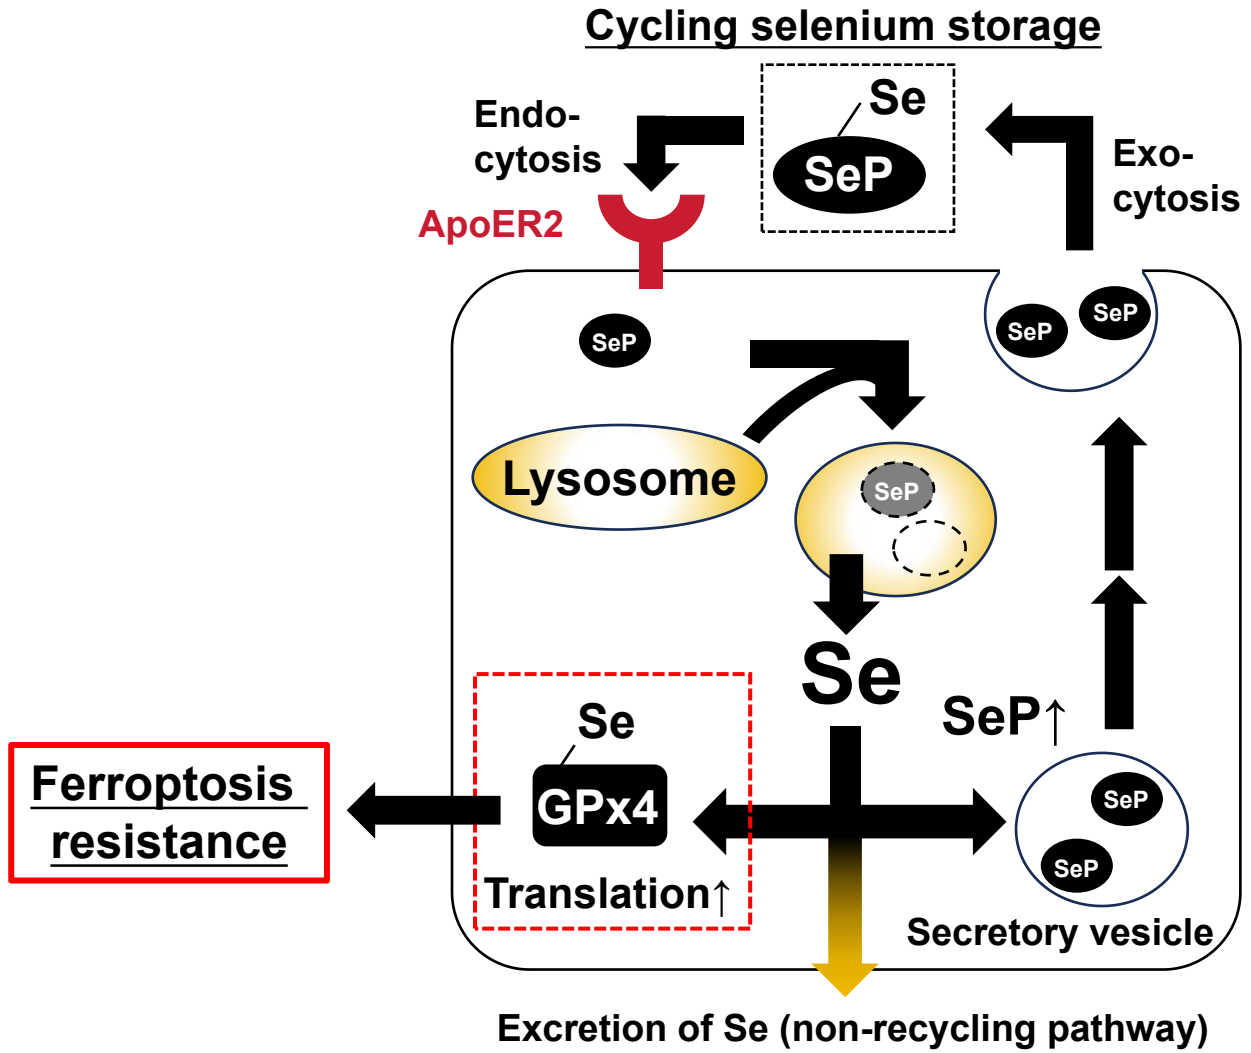 Cycling selenium storage
Se
SeP
Endo-
cytosis
Exo-
cytosis
ApoER2
SeP
SeP
SeP
Lysosome
SeP
Se
SeP↑
Se
GPx4
Translation↑
Ferroptosis
resistance
SeP
SeP
Secretory vesicle
Excretion of Se (non-recycling pathway)